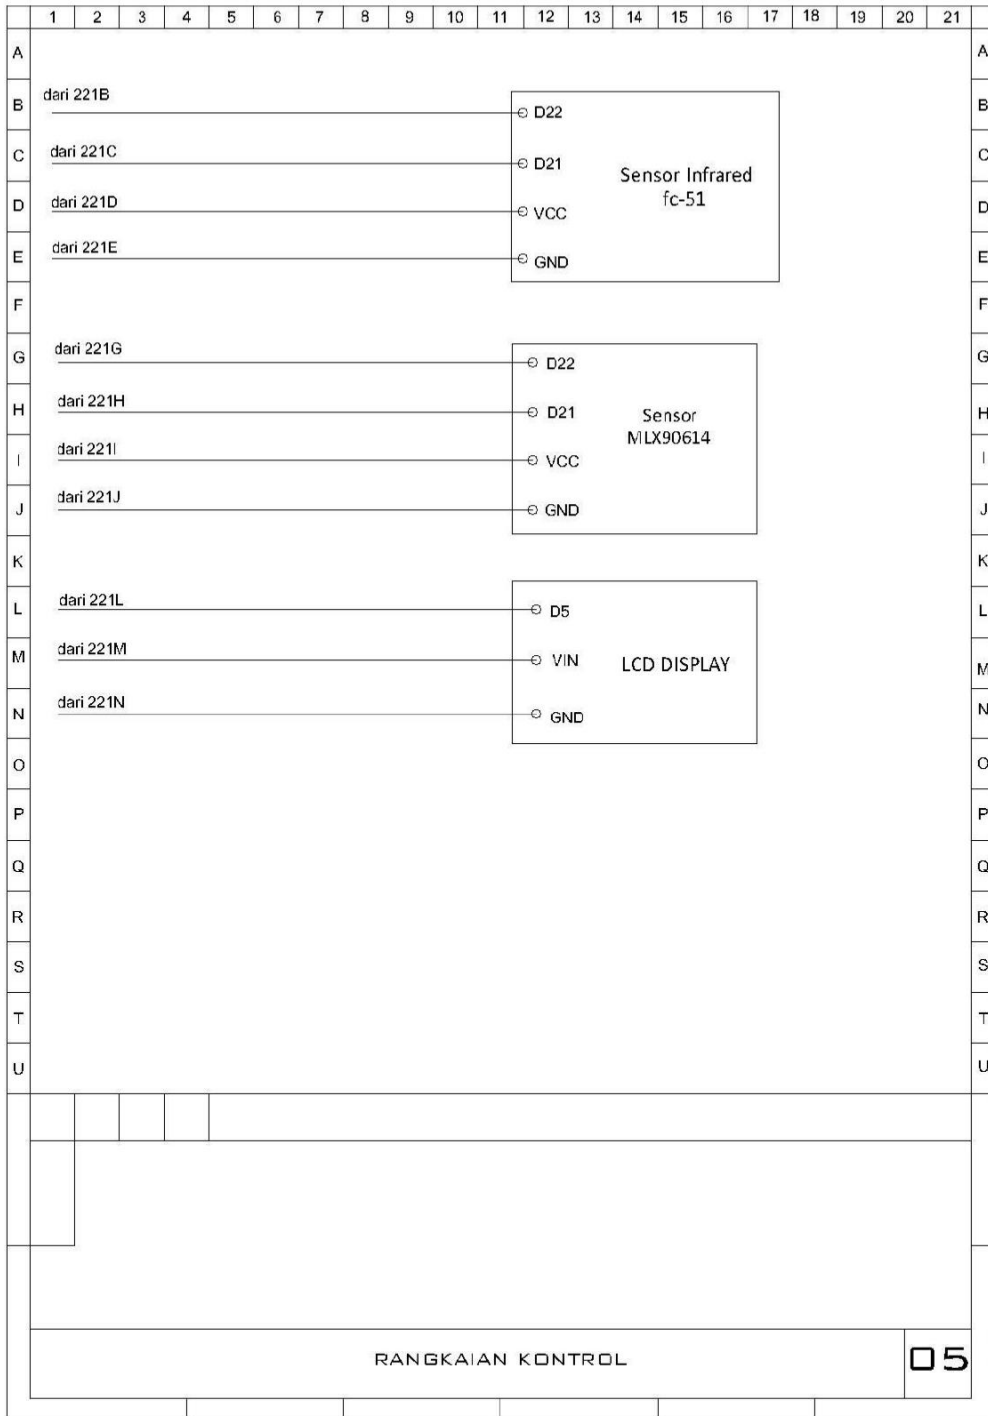 1 2 3 4 5 6 7 8 9 10 11 12 13 14 15 16 17 18 19 20 21
A A
dari 221B
B D22 B
dari 221C
C D21 C
Sensor Infrared
fc-51
dari 221D
D VCC D
dari 221E
E GND E
F F
dari 221G
G D22 G
dari 221H
H D21 H
Sensor
MLX90614
dari 221I
I VCC I
dari 221J
J GND J
K K
dari 221L
L D5 L
dari 221M
M VIN LCD DISPLAY M
dari 221N
N GND N
O O
P P
Q Q
R R
S S
T T
U U
RANGKAIAN KONTROL 05